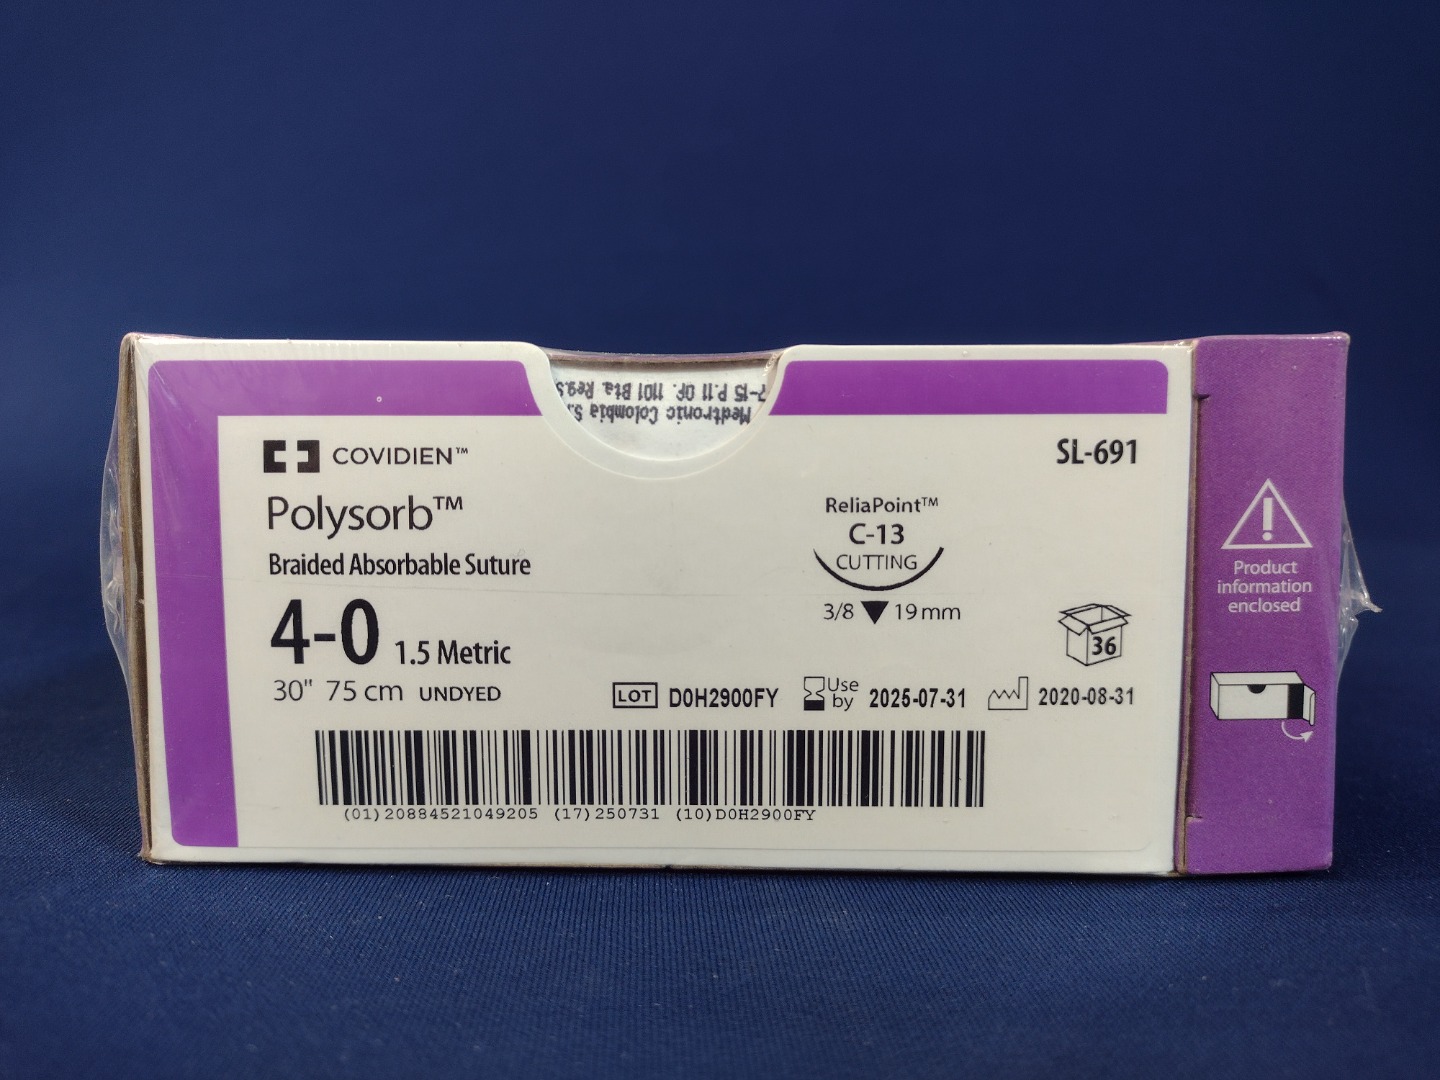 Medtronic Colombia S.
7-15 P.11 OF. 1101 Bta. Reg.S
COVIDIEN™
SL-691
Polysorb™
Braided Absorbable Suture
4-0 1.5 Metric
30" 75 cm UNDYED
ReliaPoint™
C-13
CUTTING
3/8 19 mm
36
LOT D0H2900FY Use by 2025-07-31 2020-08-31
(01)20884521049205 (17)250731 (10)D0H2900FY
Product
information
enclosed